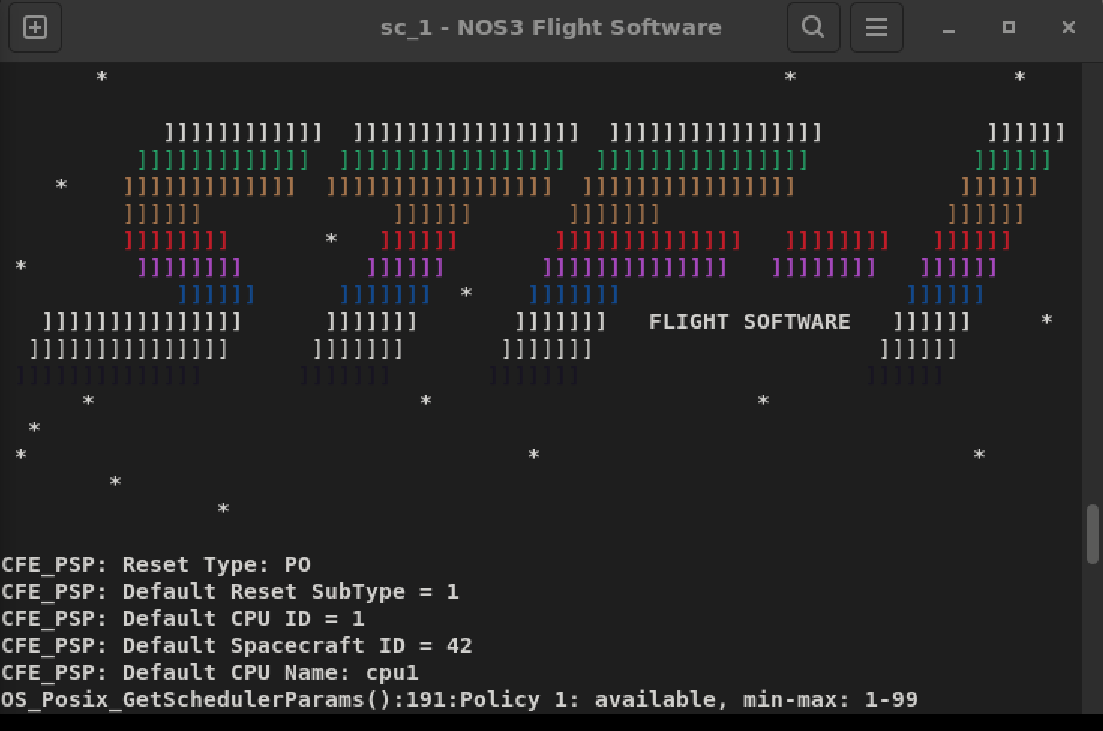 sc_1 - NOS3 Flight Software
STF-1
FLIGHT SOFTWARE
CFE_PSP: Reset Type: PO
CFE_PSP: Default Reset SubType = 1
CFE_PSP: Default CPU ID = 1
CFE_PSP: Default Spacecraft ID = 42
CFE_PSP: Default CPU Name: cpu1
OS_Posix_GetSchedulerParams():191:Policy 1: available, min-max: 1-99